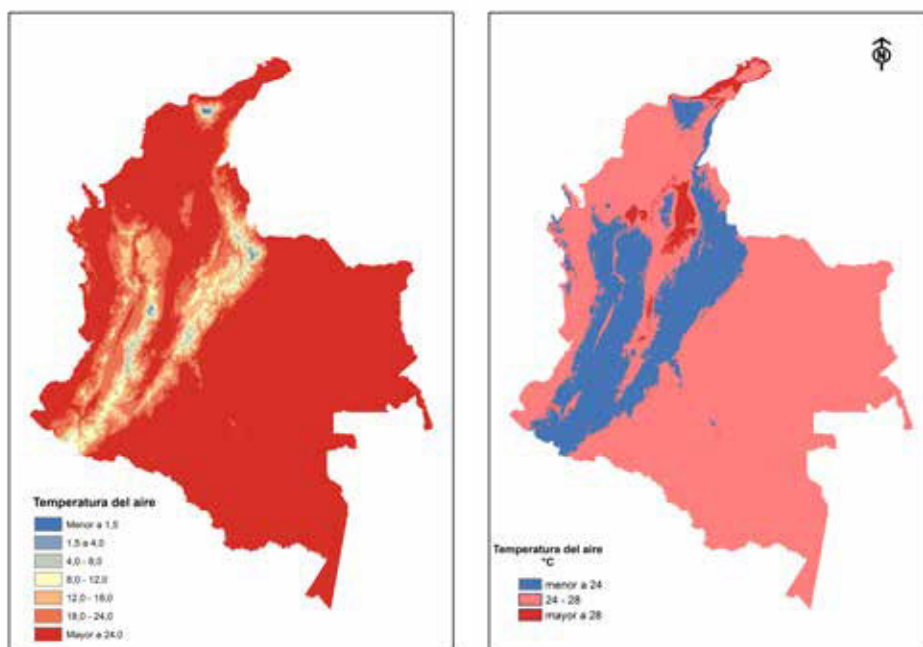 Temperatura del aire
Menor a 1,5
1,5 a 4,0
4,0 - 8,0
8,0 - 12,0
12,0 - 18,0
18,0 - 24,0
Mayor a 24,0
N
Temperatura del aire
°C
menor a 24
24 - 28
mayor a 28